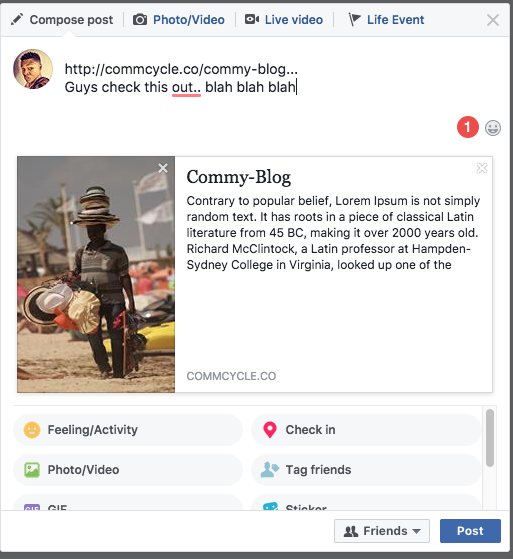 Compose post Photo/Video Live video Life Event
http://commcycle.co/commy-blog...
Guys check this out.. blah blah blah
1
Commy-Blog
Contrary to popular belief, Lorem Ipsum is not simply
random text. It has roots in a piece of classical Latin
literature from 45 BC, making it over 2000 years old.
Richard McClintock, a Latin professor at Hampden-
Sydney College in Virginia, looked up one of the
COMMCYCLE.CO
Feeling/Activity Check in
Photo/Video Tag friends
GIF GIF Sticker
Friends Post